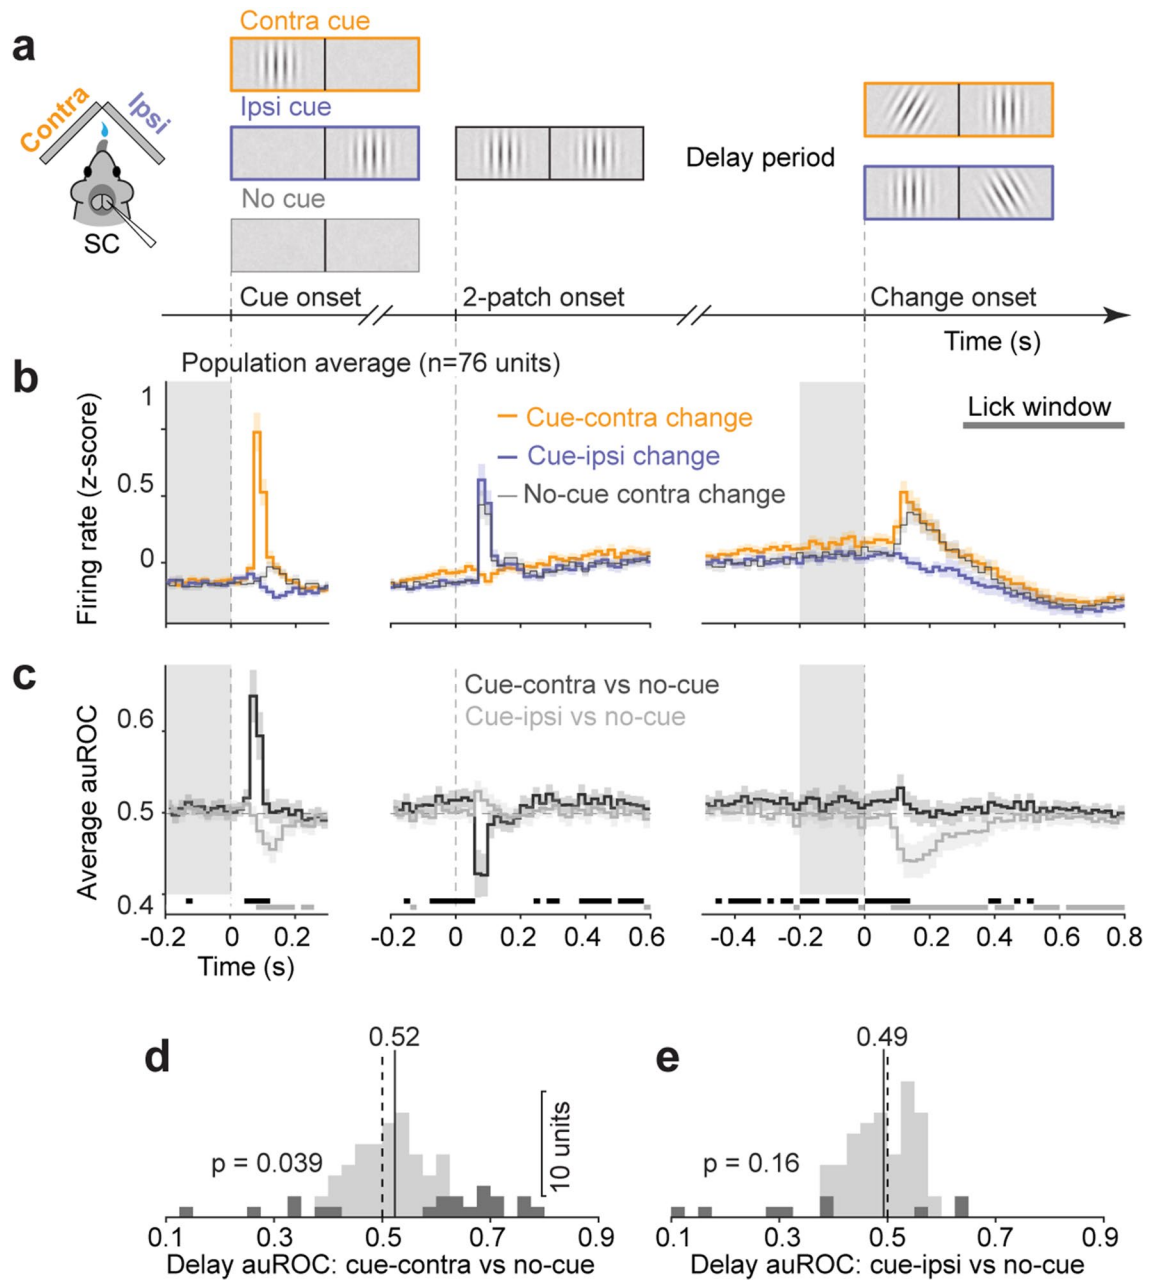 a
Contra cue
Ipsi cue
No cue
Contra
Ipsi
SC
Delay period
Cue onset
2-patch onset
Change onset
Time (s)
b
Population average (n=76 units)
Firing rate (z-score)
1
0.5
0
Cue-contra change
Cue-ipsi change
No-cue contra change
Lick window
c
Average auROC
0.6
0.5
0.4
Cue-contra vs no-cue
Cue-ipsi vs no-cue
-0.2 0 0.2 -0.2 0 0.2 0.4 0.6 -0.4 -0.2 0 0.2 0.4 0.6 0.8
Time (s)
d
0.52
p = 0.039
10 units
0.1 0.3 0.5 0.7 0.9
Delay auROC: cue-contra vs no-cue
e
0.49
p = 0.16
0.1 0.3 0.5 0.7 0.9
Delay auROC: cue-ipsi vs no-cue